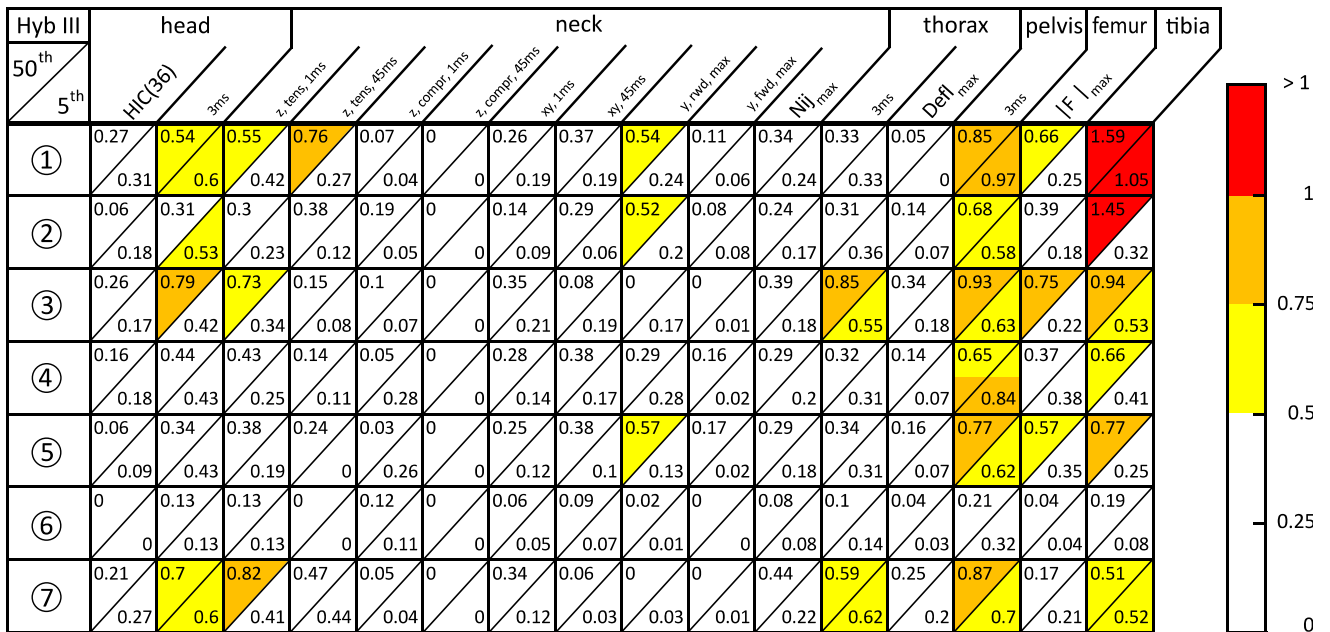 Hyb III head neck thorax pelvis femur tibia
50th
5th
HIC(36) 3ms z, tens, 1ms z, tens, 45ms z, compr, 1ms z, compr, 45ms xy, 1ms xy, 45ms y, rwd, max y, fwd, max Nij max 3ms Defl max 3ms |F | max
① 0.27 0.54 0.55 0.76 0.07 0 0.26 0.37 0.54 0.11 0.34 0.33 0.05 0.85 0.66 1.59
0.31 0.6 0.42 0.27 0.04 0 0.19 0.19 0.24 0.06 0.24 0.33 0 0.97 0.25 1.05
② 0.06 0.31 0.3 0.38 0.19 0 0.14 0.29 0.52 0.08 0.24 0.31 0.14 0.68 0.39 1.45
0.18 0.53 0.23 0.12 0.05 0 0.09 0.06 0.2 0.08 0.17 0.36 0.07 0.58 0.18 0.32
③ 0.26 0.79 0.73 0.15 0.1 0 0.35 0.08 0 0 0.39 0.85 0.34 0.93 0.75 0.94
0.17 0.42 0.34 0.08 0.07 0 0.21 0.19 0.17 0.01 0.18 0.55 0.18 0.63 0.22 0.53
④ 0.16 0.44 0.43 0.14 0.05 0 0.28 0.38 0.29 0.16 0.29 0.32 0.14 0.65 0.37 0.66
0.18 0.43 0.25 0.11 0.28 0 0.14 0.17 0.28 0.02 0.2 0.31 0.07 0.84 0.38 0.41
⑤ 0.06 0.34 0.38 0.24 0.03 0 0.25 0.38 0.57 0.17 0.29 0.34 0.16 0.77 0.57 0.77
0.09 0.43 0.19 0 0.26 0 0.12 0.1 0.13 0.02 0.18 0.31 0.07 0.62 0.35 0.25
⑥ 0 0.13 0.13 0 0.12 0 0.06 0.09 0.02 0 0.08 0.1 0.04 0.21 0.04 0.19
0 0.13 0.13 0 0.11 0 0.05 0.07 0.01 0 0.08 0.14 0.03 0.32 0.04 0.08
⑦ 0.21 0.7 0.82 0.47 0.05 0 0.34 0.06 0 0 0.44 0.59 0.25 0.87 0.17 0.51
0.27 0.6 0.41 0.44 0.04 0 0.12 0.03 0.03 0.01 0.22 0.62 0.2 0.7 0.21 0.52
> 1
1
0.75
0.5
0.25
0